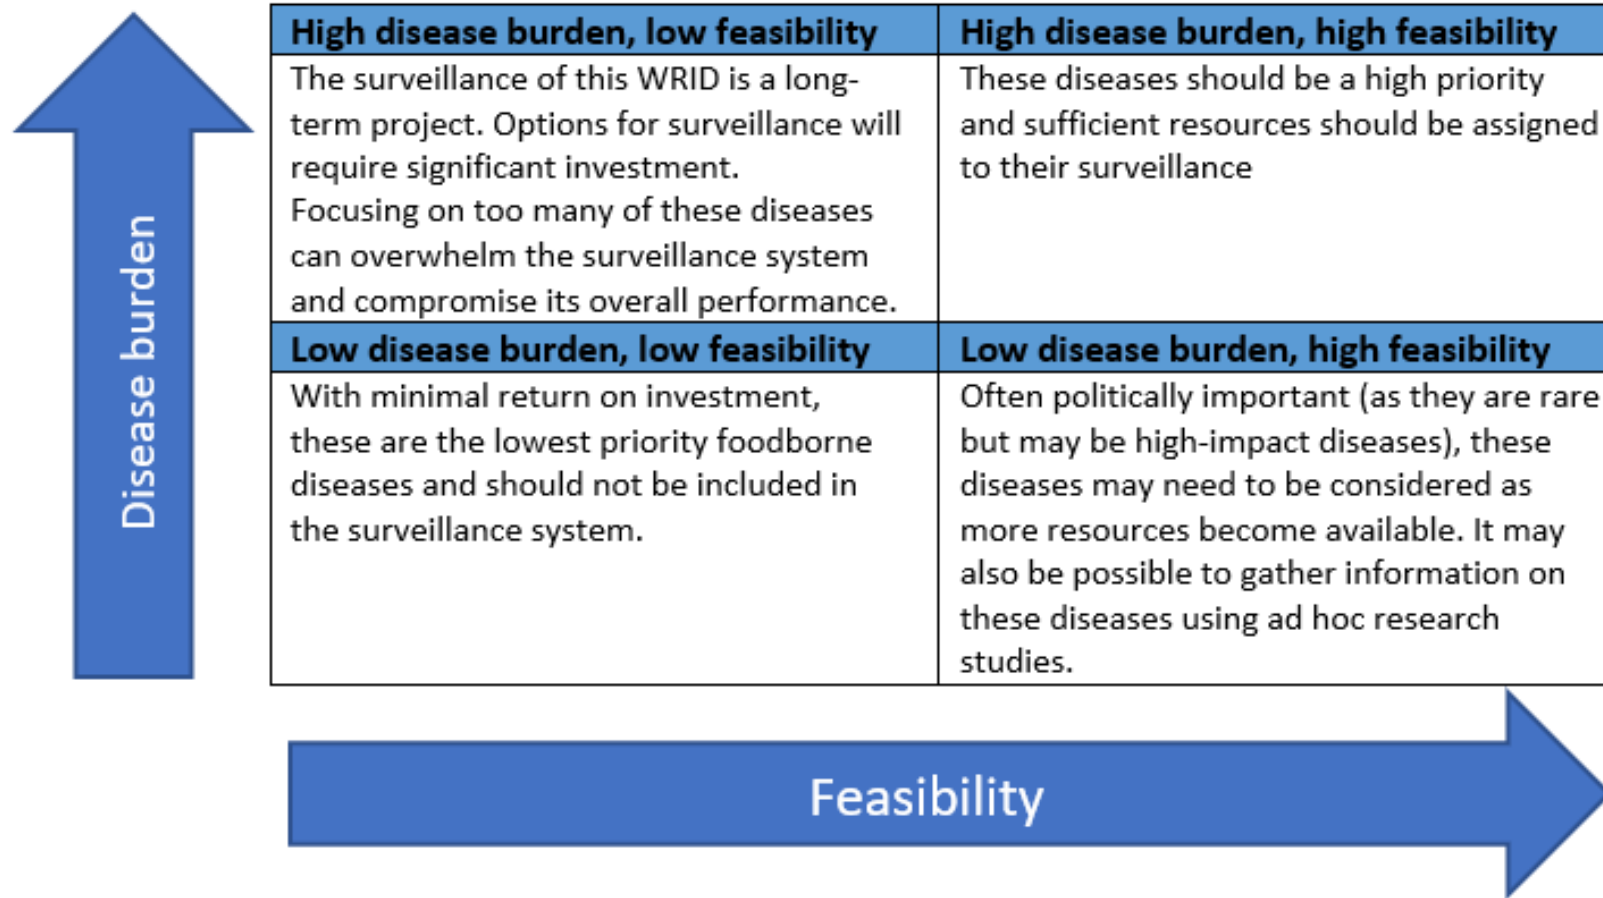 Disease burden
High disease burden, low feasibility
The surveillance of this WRID is a long-
term project. Options for surveillance will
require significant investment.
Focusing on too many of these diseases
can overwhelm the surveillance system
and compromise its overall performance.
High disease burden, high feasibility
These diseases should be a high priority
and sufficient resources should be assigned
to their surveillance
Low disease burden, low feasibility
With minimal return on investment,
these are the lowest priority foodborne
diseases and should not be included in
the surveillance system.
Low disease burden, high feasibility
Often politically important (as they are rare
but may be high-impact diseases), these
diseases may need to be considered as
more resources become available. It may
also be possible to gather information on
these diseases using ad hoc research
studies.
Feasibility